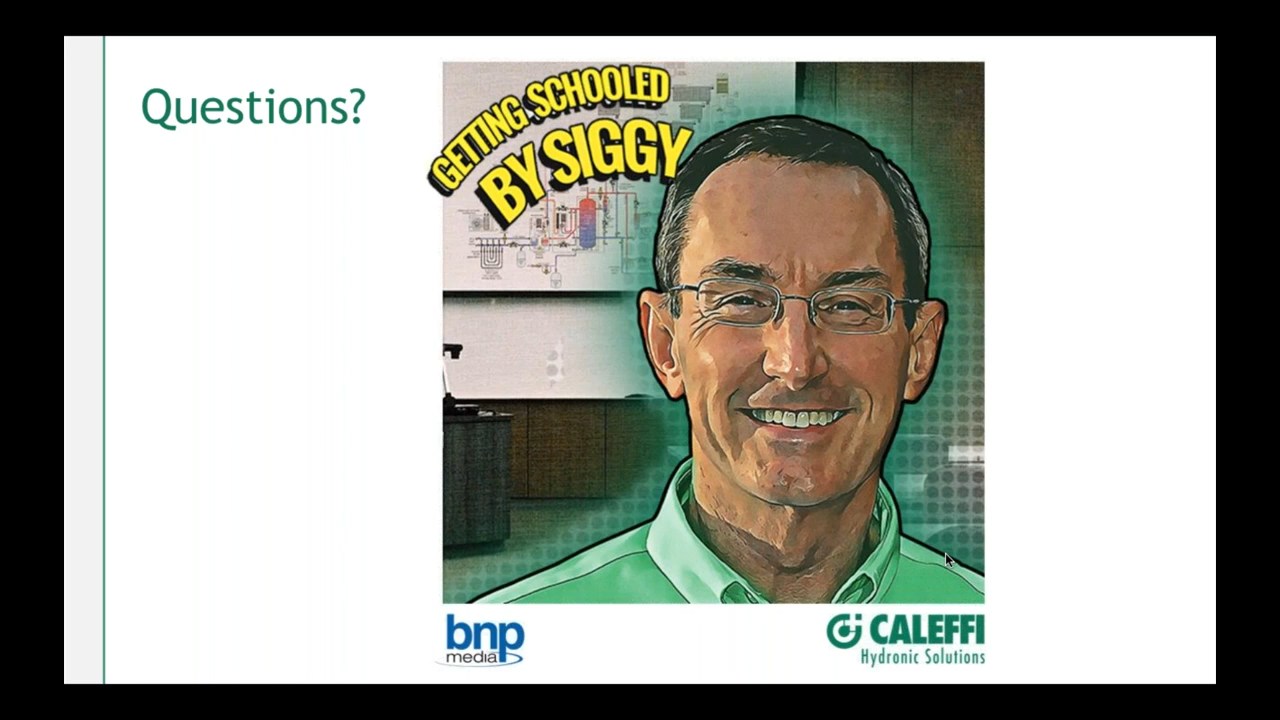 Questions?
GETTING SCHOOLED
BY SIGGY
bnp
media
CALEFFI
Hydronic Solutions